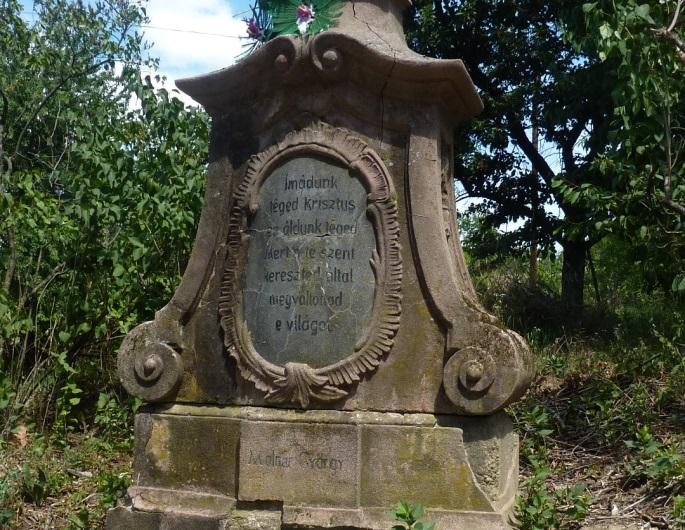 Imádunk
téged Krisztus
és áldunk téged
Mert a te szent
kereszted által
megváltottad
e világot
Molnár György